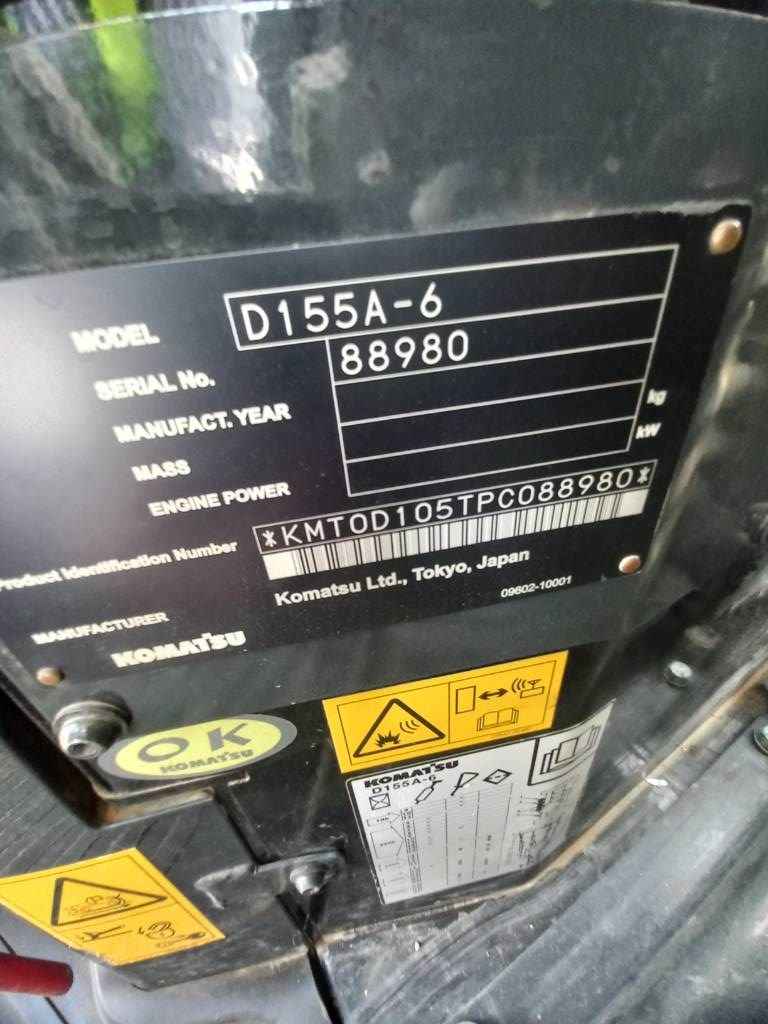 MODEL D155A-6
SERIAL No. 88980
MANUFACT. YEAR
MASS kg
ENGINE POWER kW
Product Identification Number *KMT0D105TPC088980*
MANUFACTURER Komatsu Ltd., Tokyo, Japan
KOMATSU
09602-10001
OK
KOMATSU
KOMATSU
D155A-6